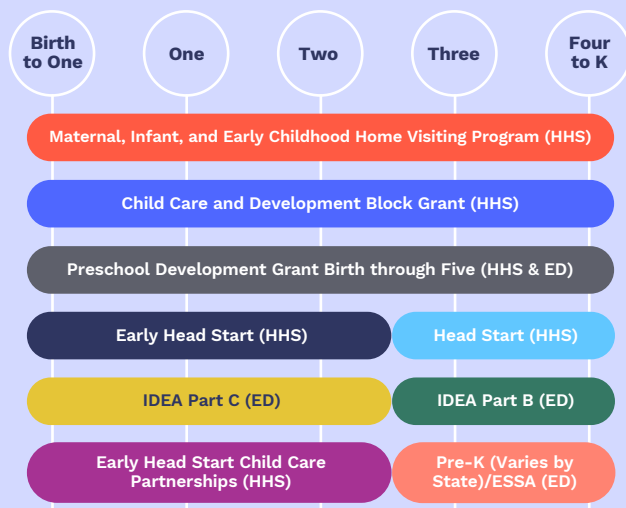 Birth
to One
One
Two
Three
Four
to K
Maternal, Infant, and Early Childhood Home Visiting Program (HHS)
Child Care and Development Block Grant (HHS)
Preschool Development Grant Birth through Five (HHS & ED)
Early Head Start (HHS)
Head Start (HHS)
IDEA Part C (ED)
IDEA Part B (ED)
Early Head Start Child Care
Partnerships (HHS)
Pre-K (Varies by
State)/ESSA (ED)